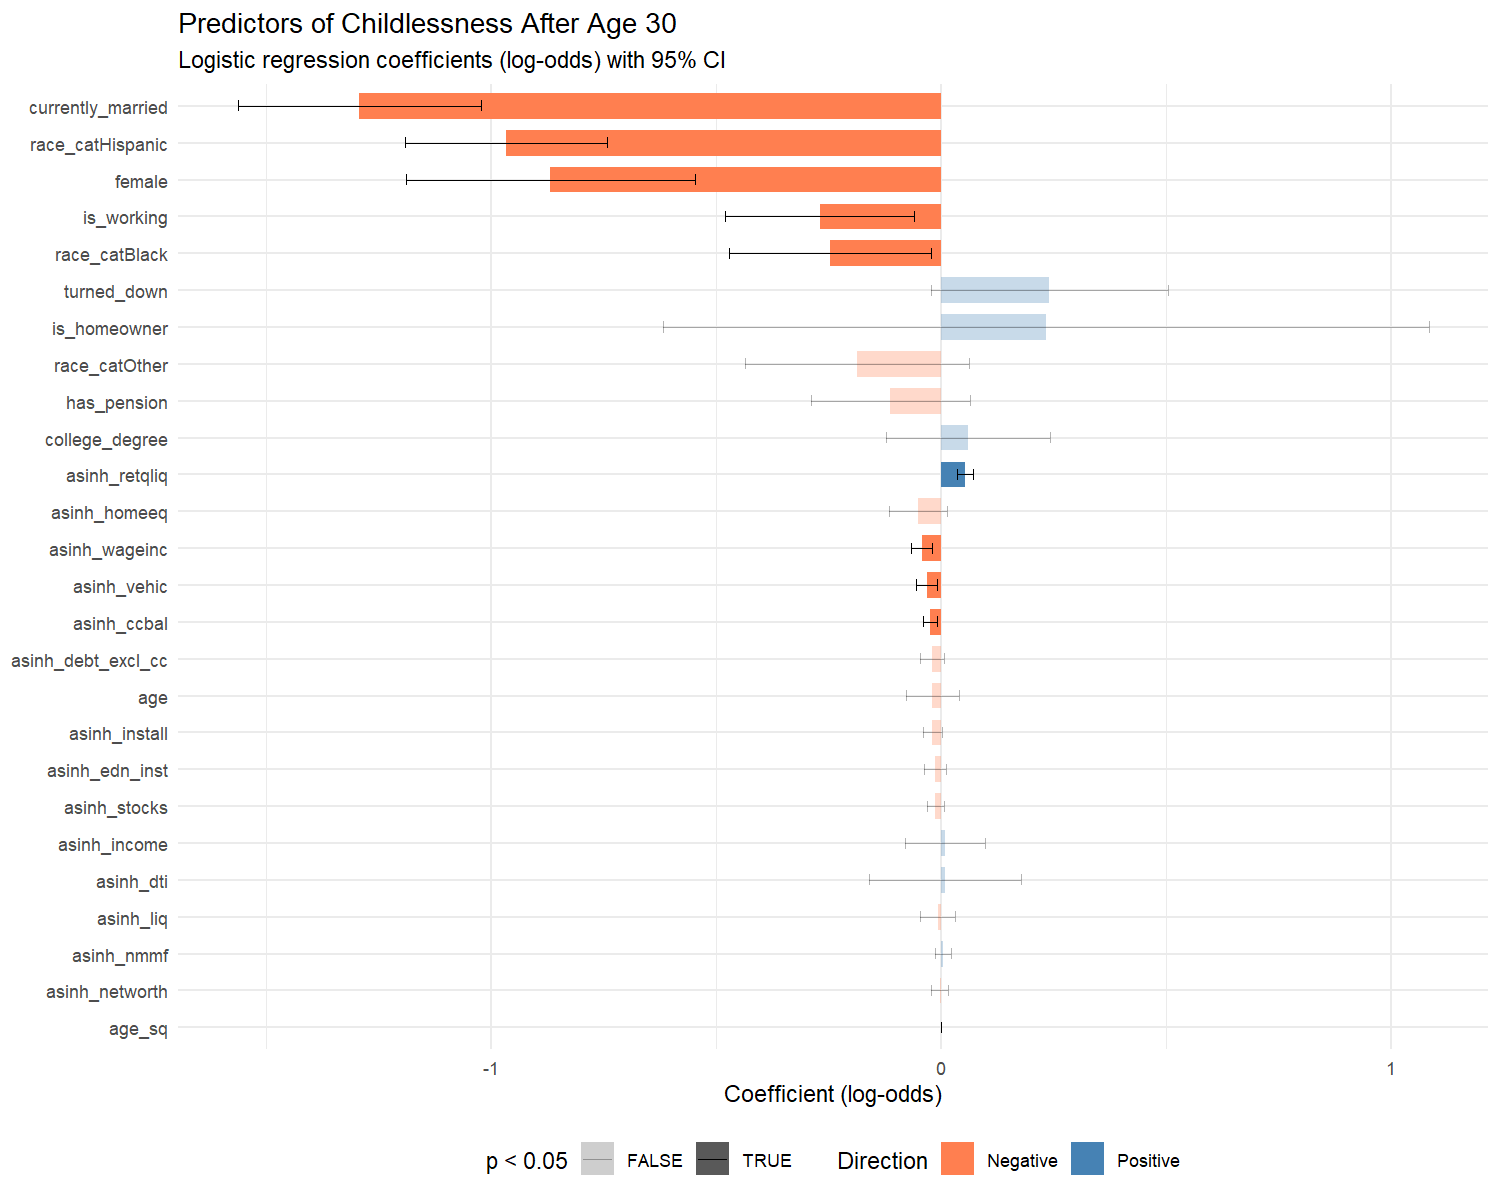 Predictors of Childlessness After Age 30
Logistic regression coefficients (log-odds) with 95% CI
currently_married
race_catHispanic
female
is_working
race_catBlack
turned_down
is_homeowner
race_catOther
has_pension
college_degree
asinh_retqliq
asinh_homeeq
asinh_wageinc
asinh_vehic
asinh_ccbal
asinh_debt_excl_cc
age
asinh_install
asinh_edn_inst
asinh_stocks
asinh_income
asinh_dti
asinh_liq
asinh_nmmf
asinh_networth
age_sq
-1 0 1
Coefficient (log-odds)
p < 0.05 FALSE TRUE Direction Negative Positive